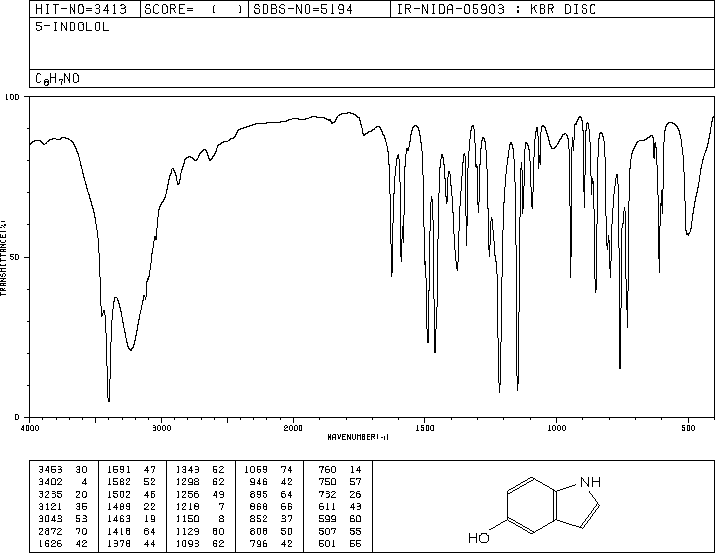 HIT-NO=3413 SCORE= ( ) SDBS-NO=5194 IR-NIDA-05903 : KBR DISC
5-INDOLOL
C8H7NO
100
50
0
TRANSMITTANCE(%)
4000 3000 2000 1500 1000 500
WAVENUMBER(-1)
3453 30 1591 47 1343 62 1069 74 760 14
3402 4 1582 52 1298 62 946 42 750 57
3235 20 1502 46 1256 49 895 64 732 26
3121 36 1489 22 1218 7 868 66 611 43
3043 53 1463 19 1150 8 852 37 599 60
2872 70 1418 64 1129 80 808 50 507 55
1626 42 1378 44 1093 62 796 42 501 55
NH
HO